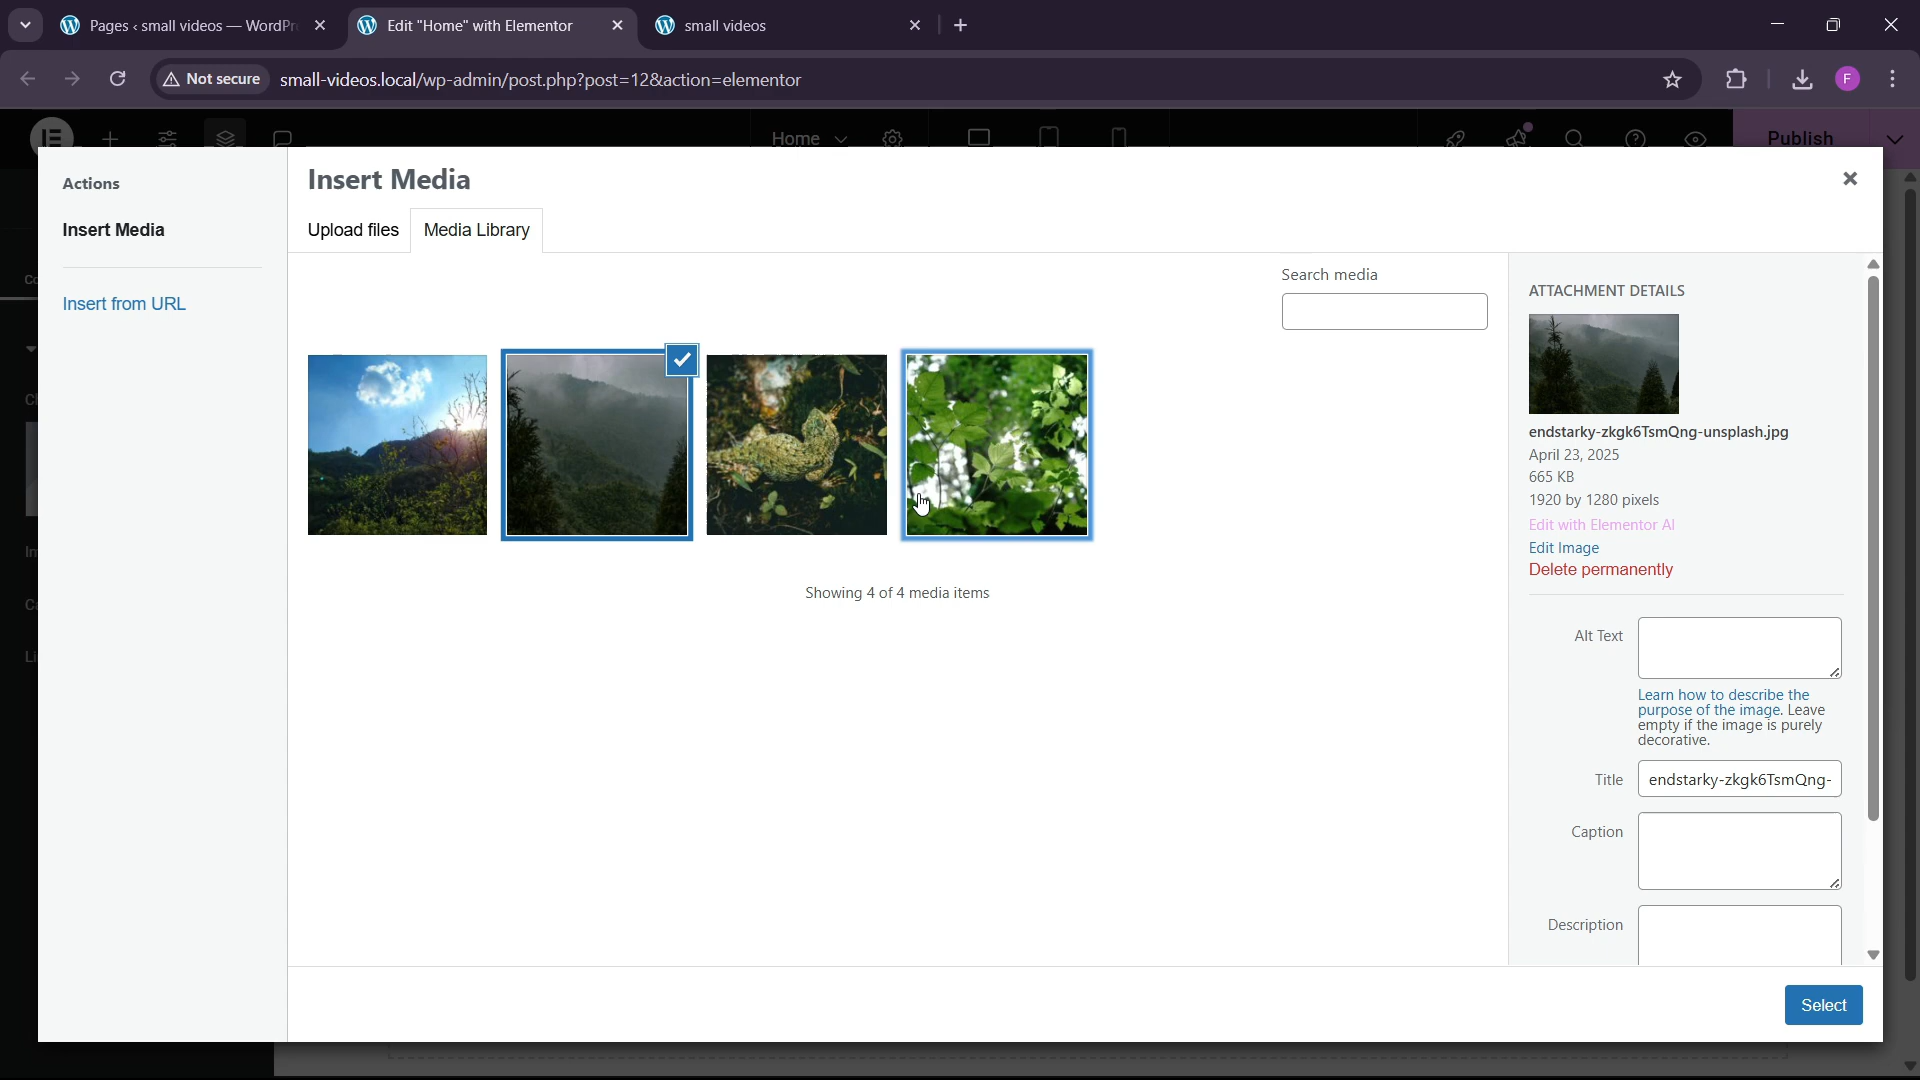 Pages ‹ small videos — WordPr
Edit "Home" with Elementor
small videos
Not secure
small-videos.local/wp-admin/post.php?post=12&action=elementor
F
Home
Publish
Actions
Insert Media
Insert from URL
Insert Media
Upload files
Media Library
Search media
Showing 4 of 4 media items
ATTACHMENT DETAILS
endstarky-zkgk6TsmQng-unsplash.jpg
April 23, 2025
665 KB
1920 by 1280 pixels
Edit with Elementor AI
Edit Image
Delete permanently
Alt Text
Learn how to describe the
purpose of the image. Leave
empty if the image is purely
decorative.
Title
endstarky-zkgk6TsmQng-
Caption
Description
Select